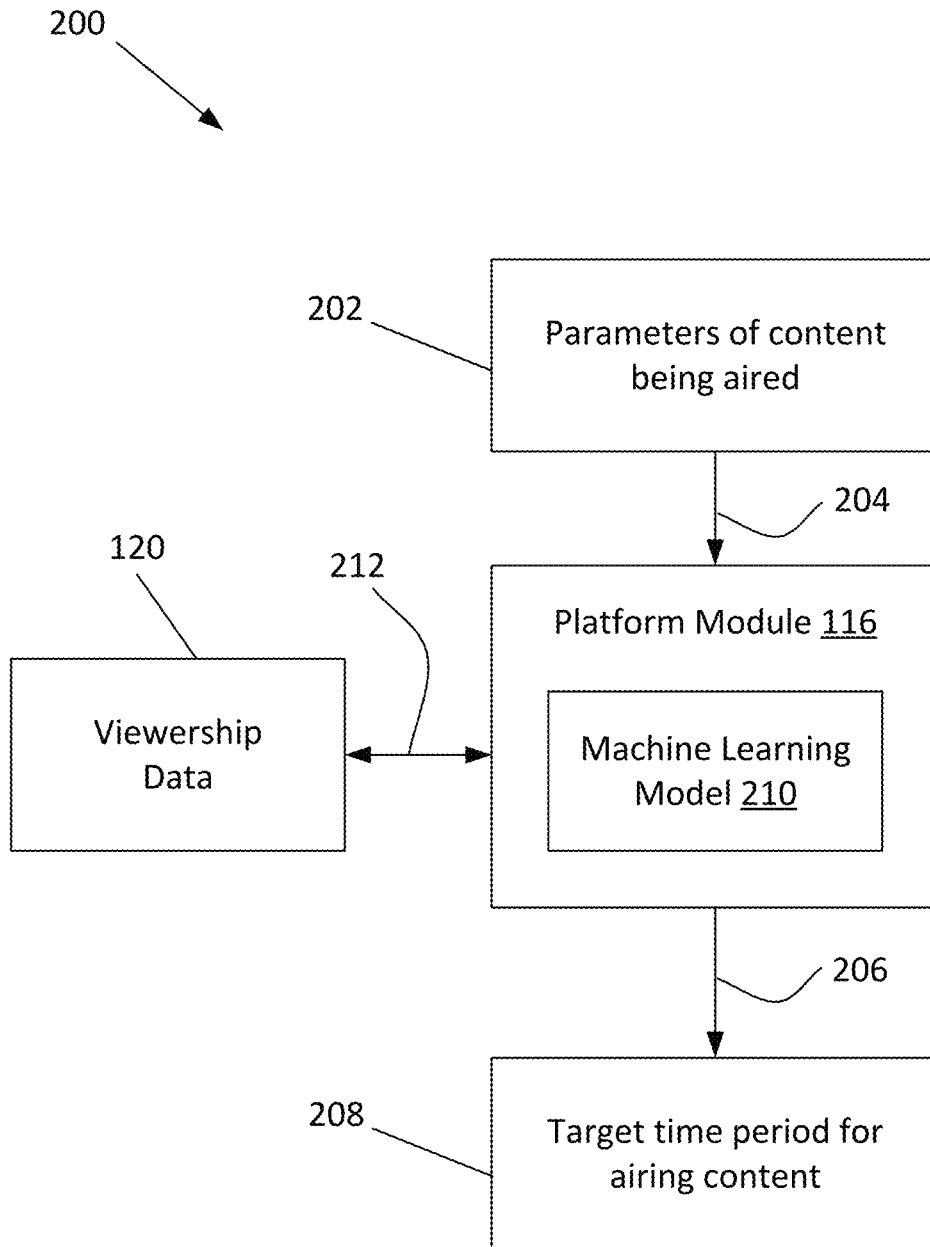 200
202
Parameters of content
being aired
204
120
212
Platform Module 116
Viewership
Data
Machine Learning
Model 210
206
208
Target time period for
airing content